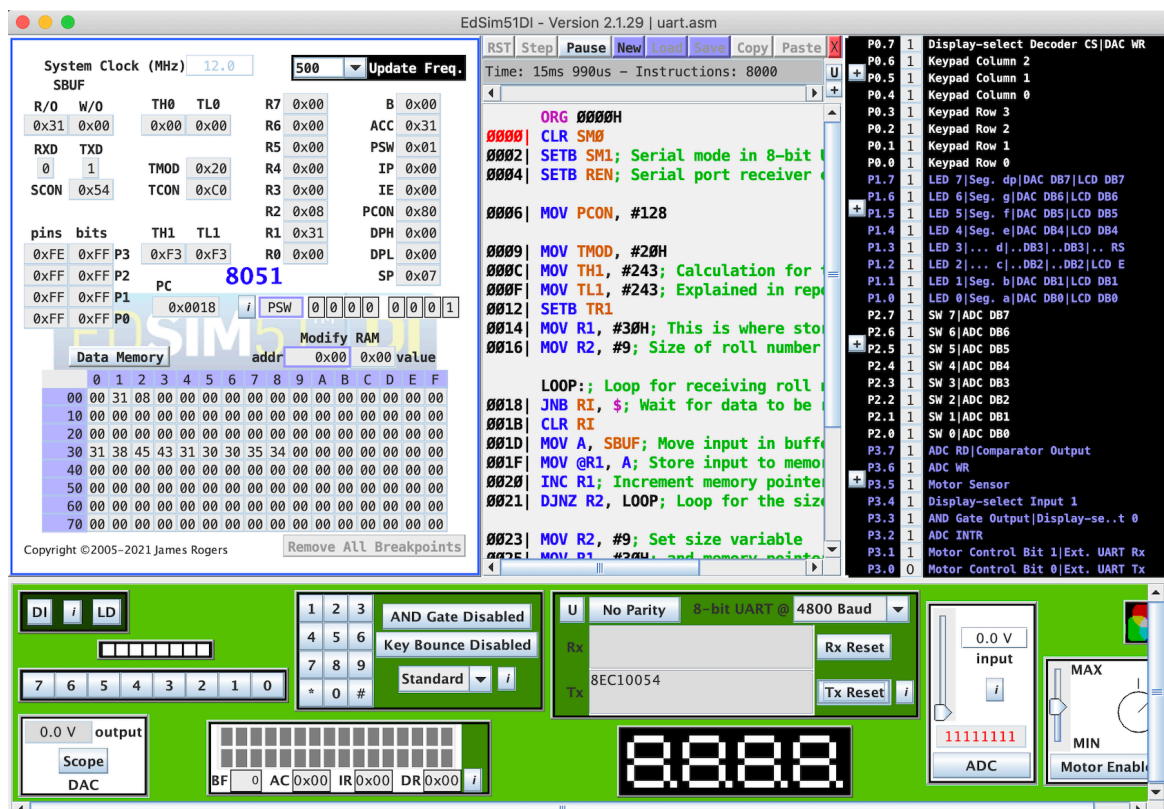 EdSim51DI - Version 2.1.29 | uart.asm
System Clock (MHz) 12.0 500 Update Freq.
SBUF
R/O W/O TH0 TL0 R7 0x00 B 0x00
0x31 0x00 0x00 0x00 R6 0x00 ACC 0x31
RXD TXD R5 0x00 PSW 0x01
0 1 TMOD 0x20 R4 0x00 IP 0x00
SCON 0x54 TCON 0xC0 R3 0x00 IE 0x00
R2 0x08 PCON 0x80
pins bits TH1 TL1 R1 0x31 DPH 0x00
0xFE 0xFF P3 0xF3 0xF3 R0 0x00 DPL 0x00
0xFF 0xFF P2 8051 SP 0x07
0xFF 0xFF P1 PC
0xFF 0xFF P0 0x0018 i PSW 0 0 0 0 0 0 0 1
Modify RAM
Data Memory addr 0x00 0x00 value
0 1 2 3 4 5 6 7 8 9 A B C D E F
00 00 31 08 00 00 00 00 00 00 00 00 00 00 00 00 00
10 00 00 00 00 00 00 00 00 00 00 00 00 00 00 00 00
20 00 00 00 00 00 00 00 00 00 00 00 00 00 00 00 00
30 31 38 45 43 31 30 30 35 34 00 00 00 00 00 00 00
40 00 00 00 00 00 00 00 00 00 00 00 00 00 00 00 00
50 00 00 00 00 00 00 00 00 00 00 00 00 00 00 00 00
60 00 00 00 00 00 00 00 00 00 00 00 00 00 00 00 00
70 00 00 00 00 00 00 00 00 00 00 00 00 00 00 00 00
Copyright ©2005-2021 James Rogers Remove All Breakpoints
RST Step Pause New Load Save Copy Paste X
Time: 15ms 990us - Instructions: 8000 U
ORG 0000H
0000| CLR SM0
0002| SETB SM1; Serial mode in 8-bit
0004| SETB REN; Serial port receiver
0006| MOV PCON, #128
0009| MOV TMOD, #20H
000C| MOV TH1, #243; Calculation for
000F| MOV TL1, #243; Explained in
0012| SETB TR1
0014| MOV R1, #30H; This is where
0016| MOV R2, #9; Size of roll number
LOOP:; Loop for receiving roll
0018| JNB RI, $; Wait for data to be
001B| CLR RI
001D| MOV A, SBUF; Move input in
001F| MOV @R1, A; Store input to
0020| INC R1; Increment memory
0021| DJNZ R2, LOOP; Loop for the
0023| MOV R2, #9; Set size variable
0025| MOV R1, #30H; and memory
P0.7 1 Display-select Decoder CS|DAC WR
P0.6 1 Keypad Column 2
P0.5 1 Keypad Column 1
P0.4 1 Keypad Column 0
P0.3 1 Keypad Row 3
P0.2 1 Keypad Row 2
P0.1 1 Keypad Row 1
P0.0 1 Keypad Row 0
P1.7 1 LED 7|Seg. dp|DAC DB7|LCD DB7
P1.6 1 LED 6|Seg. g|DAC DB6|LCD DB6
P1.5 1 LED 5|Seg. f|DAC DB5|LCD DB5
P1.4 1 LED 4|Seg. e|DAC DB4|LCD DB4
P1.3 1 LED 3|... d|..DB3|..DB3|.. RS
P1.2 1 LED 2|... c|..DB2|..DB2|LCD E
P1.1 1 LED 1|Seg. b|DAC DB1|LCD DB1
P1.0 1 LED 0|Seg. a|DAC DB0|LCD DB0
P2.7 1 SW 7|ADC DB7
P2.6 1 SW 6|ADC DB6
P2.5 1 SW 5|ADC DB5
P2.4 1 SW 4|ADC DB4
P2.3 1 SW 3|ADC DB3
P2.2 1 SW 2|ADC DB2
P2.1 1 SW 1|ADC DB1
P2.0 1 SW 0|ADC DB0
P3.7 1 ADC RD|Comparator Output
P3.6 1 ADC WR
P3.5 1 Motor Sensor
P3.4 1 Display-select Input 1
P3.3 1 AND Gate Output|Display-se..t 0
P3.2 1 ADC INTR
P3.1 1 Motor Control Bit 1|Ext. UART Rx
P3.0 0 Motor Control Bit 0|Ext. UART Tx
DI i LD
7 6 5 4 3 2 1 0
0.0 V output
Scope
DAC
1 2 3
4 5 6
7 8 9
* 0 #
AND Gate Disabled
Key Bounce Disabled
Standard i
BF 0 AC 0x00 IR 0x00 DR 0x00 i
U No Parity 8-bit UART @ 4800 Baud
Rx Rx Reset
8EC10054
Tx Tx Reset i
8.8.8.8.
0.0 V
input
i
11111111
ADC
MAX
MIN
Motor Enabl